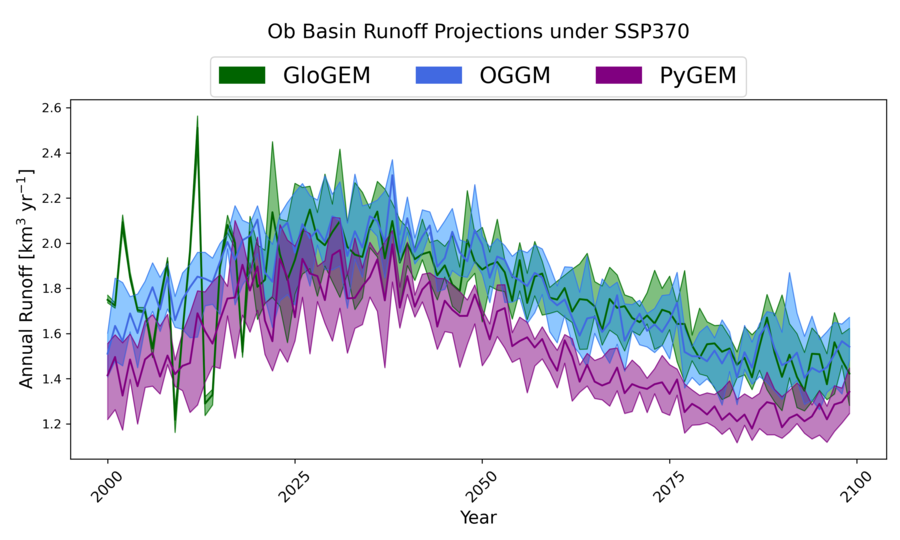 Ob Basin Runoff Projections under SSP370
GloGEM OGGM PyGEM
Annual Runoff [km³ yr⁻¹]
2.6
2.4
2.2
2.0
1.8
1.6
1.4
1.2
2000 2025 2050 2075 2100
Year